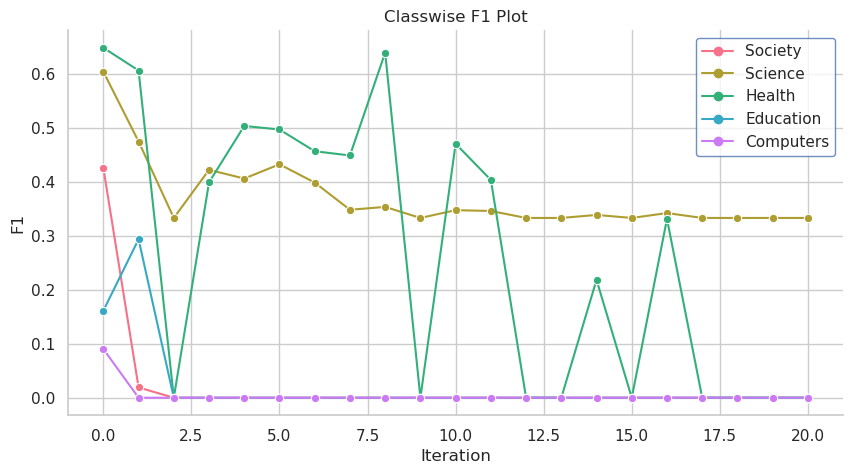 Classwise F1 Plot
Society
Science
Health
Education
Computers
F1
0.6
0.5
0.4
0.3
0.2
0.1
0.0
0.0 2.5 5.0 7.5 10.0 12.5 15.0 17.5 20.0
Iteration